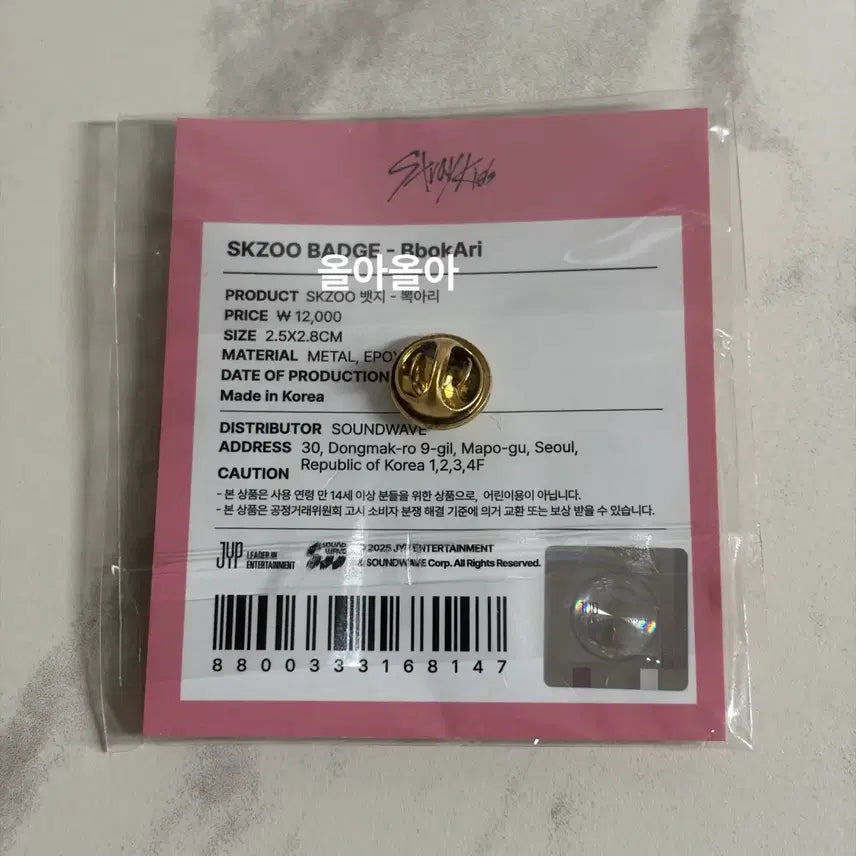 Stray Kids
SKZOO BADGE - BbokAri
올아올아
PRODUCT SKZOO 뱃지 - 뽁아리
PRICE ₩ 12,000
SIZE 2.5X2.8CM
MATERIAL METAL,
DATE OF PRODUCTION
Made in Korea
DISTRIBUTOR SOUNDWAVE
ADDRESS 30, Dongmak-ro 9-gil, Mapo-gu, Seoul,
Republic of Korea 1,2,3,4F
CAUTION
- 본 상품은 사용 연령 만 14세 이상 분들을 위한 상품으로, 어린이용이 아닙니다.
- 본 상품은 공정거래위원회 고시 소비자 분쟁 해결 기준에 의거 교환 또는 보상 받을 수 있습니다.
JYP LEADER IN ENTERTAINMENT
SOUND WAVE
2025 JYP ENTERTAINMENT
& SOUNDWAVE Corp. All Rights Reserved.
8800333168147